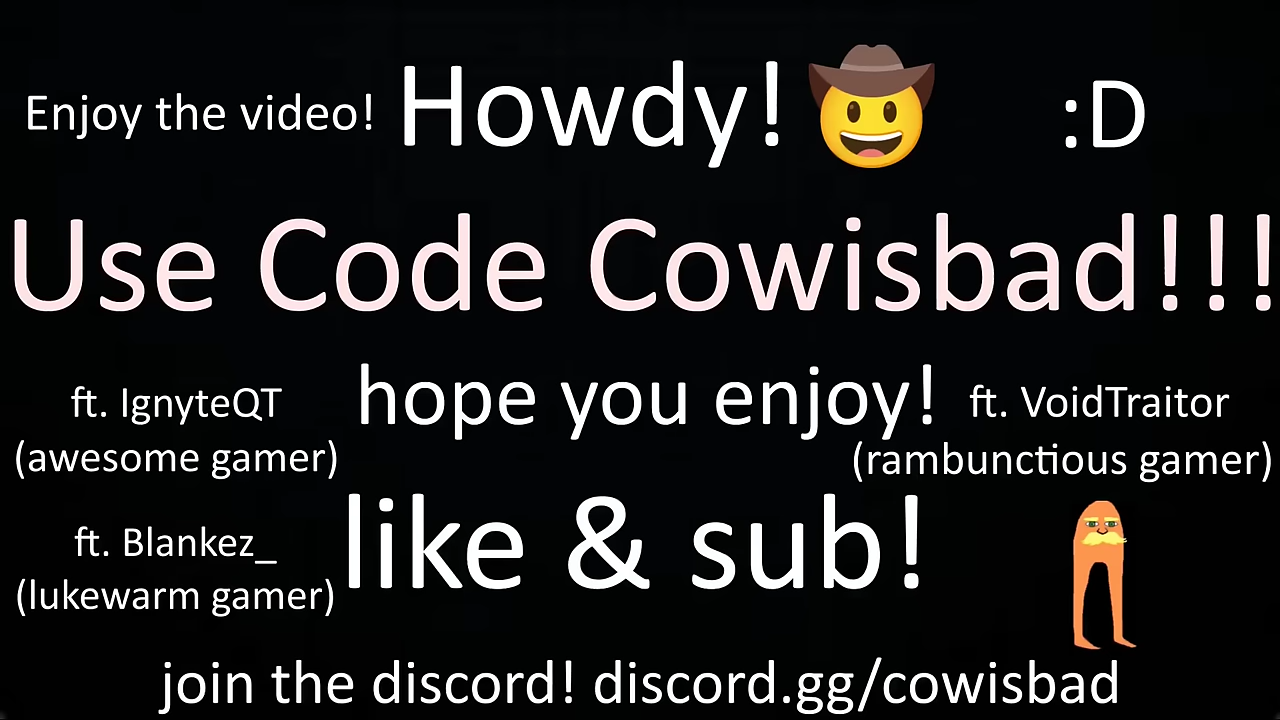 Enjoy the video! Howdy! :D
Use Code Cowisbad!!!
hope you enjoy!
ft. IgnyteQT
(awesome gamer)
ft. VoidTraitor
(rambunctious gamer)
like & sub!
ft. Blankez_
(lukewarm gamer)
join the discord! discord.gg/cowisbad